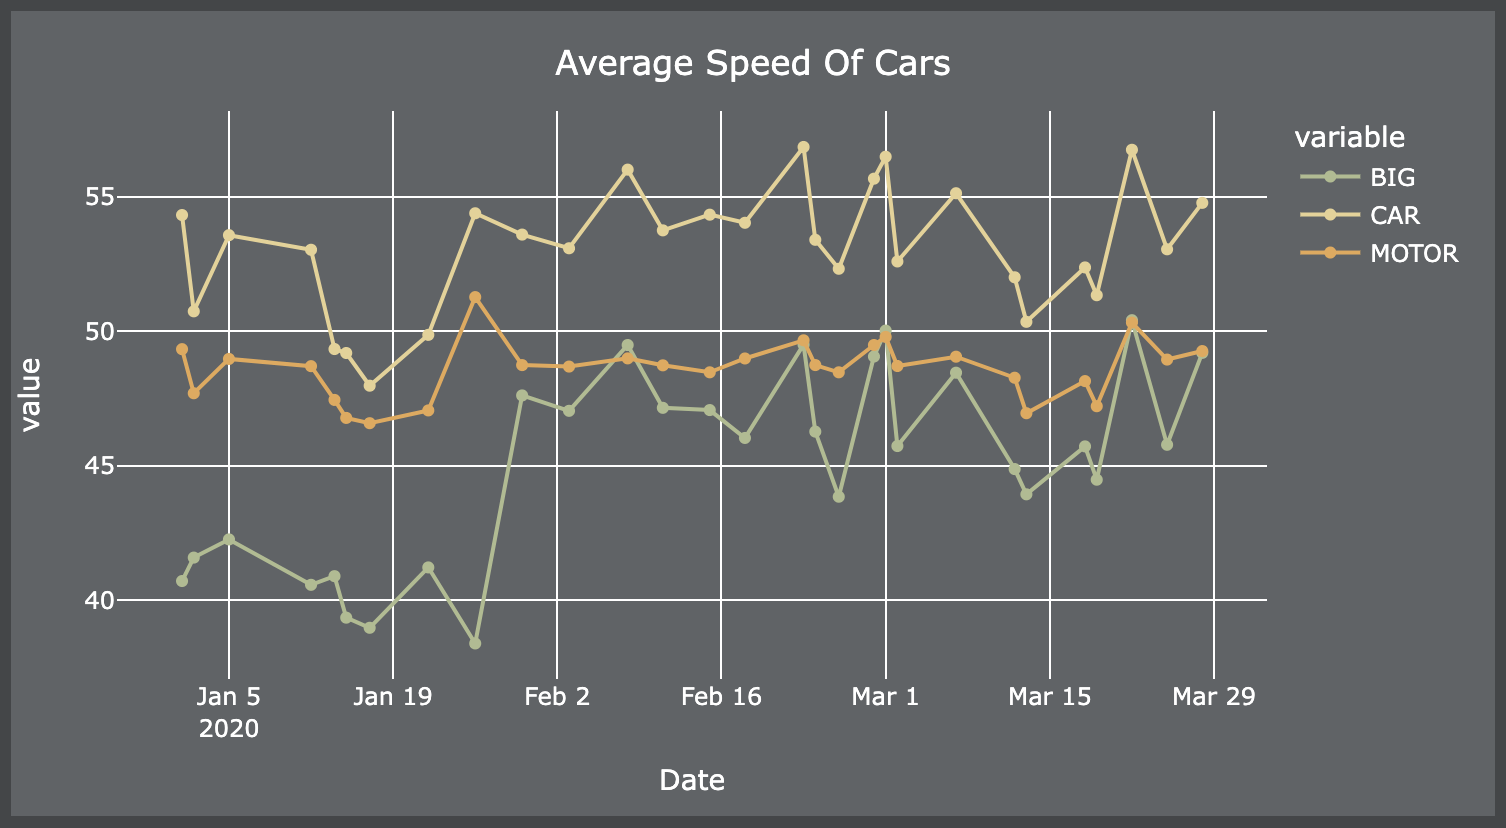 Average Speed Of Cars
variable
BIG
CAR
MOTOR
value
55
50
45
40
Jan 5
2020
Jan 19
Feb 2
Feb 16
Mar 1
Mar 15
Mar 29
Date